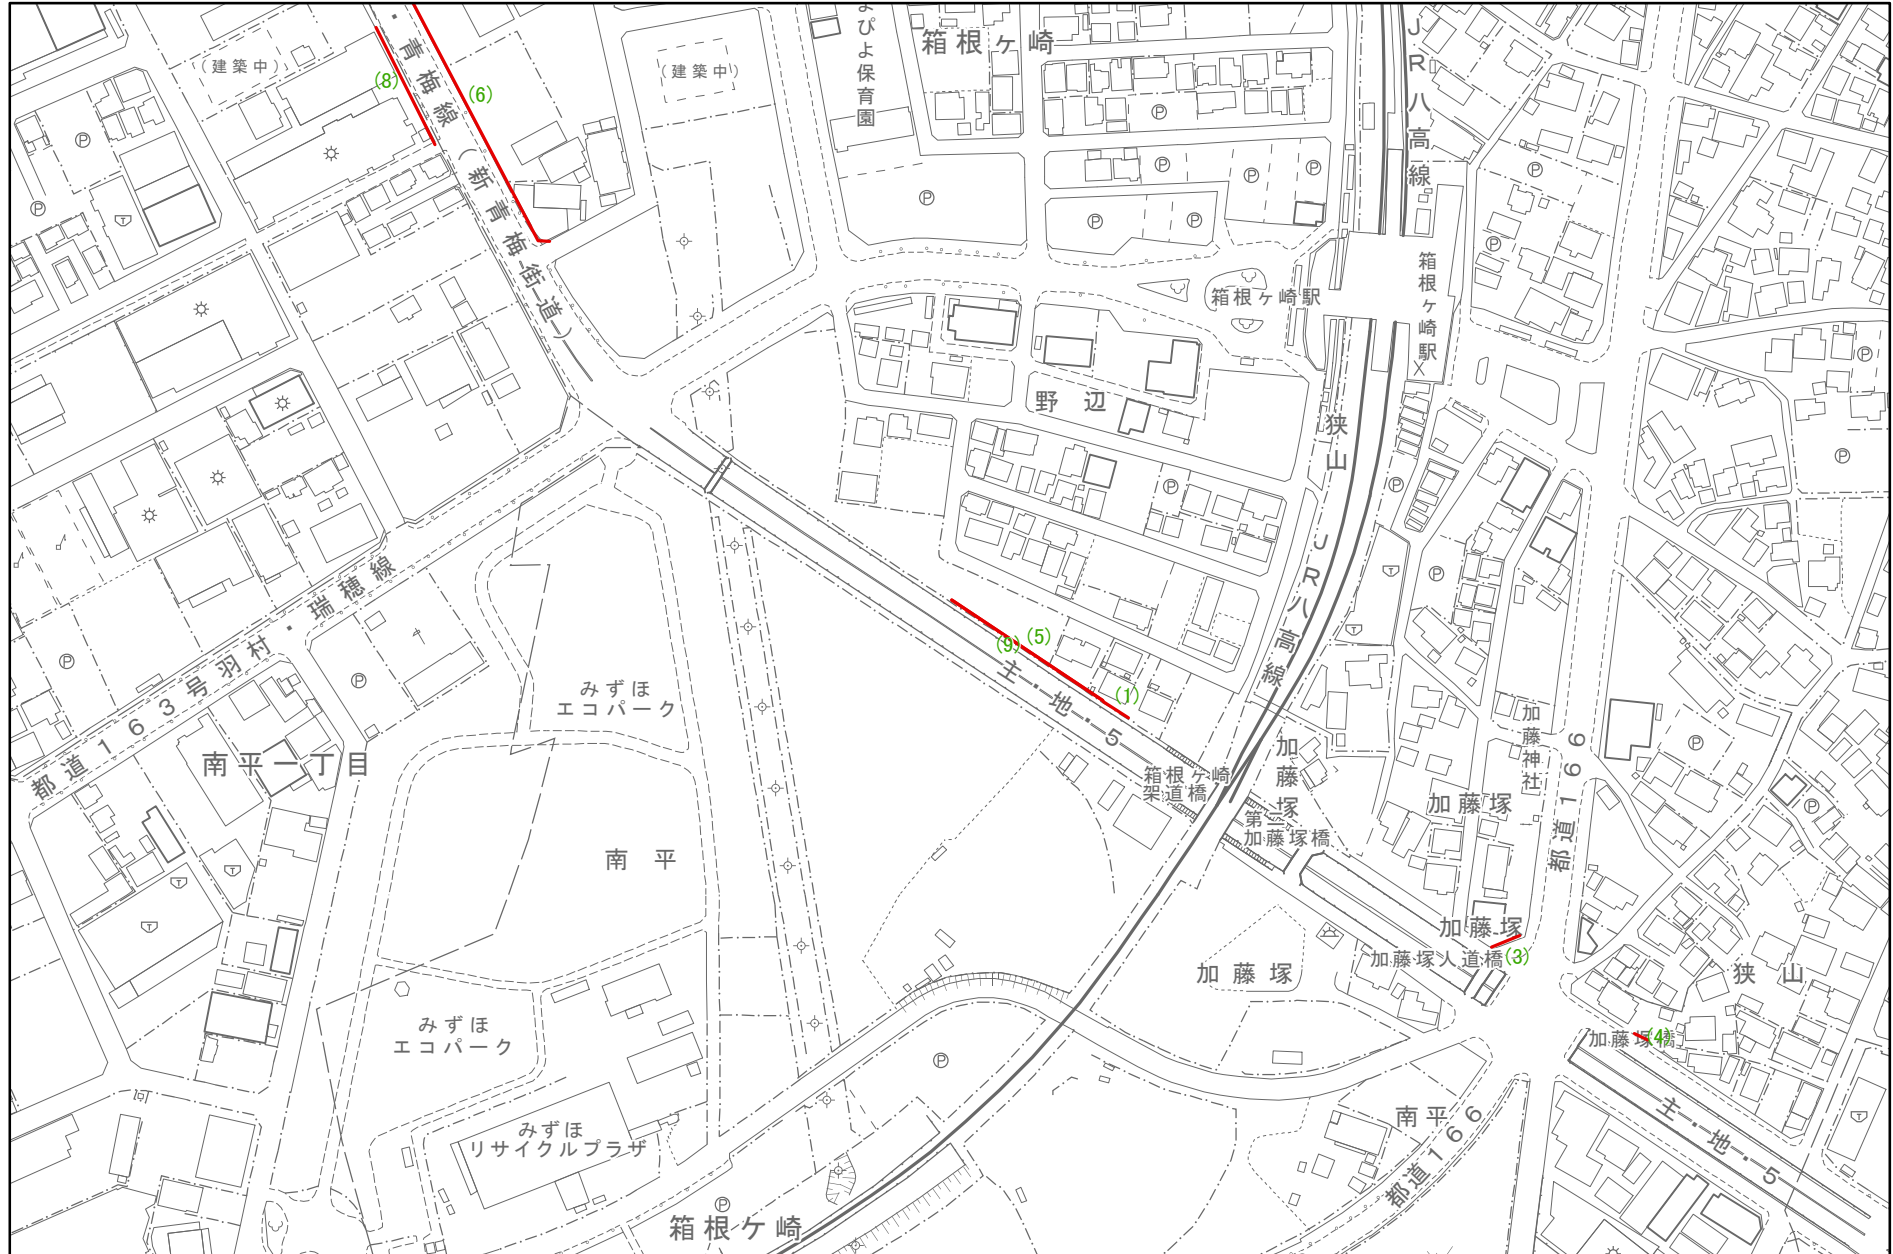 よぴよ保育園
箱根ヶ崎
JR八高線
(建築中)
(建築中)
(8)
(6)
青梅線(新青梅街道)
箱根ヶ崎駅
箱根ヶ崎駅
野辺
狭山
JR八高線
都道163号羽村・瑞穂線
(9)
(5)
(1)
主・地・5
みずほ
エコパーク
南平一丁目
箱根ヶ崎
架道橋
加藤塚
第二
加藤塚橋
加藤神社
加藤塚
都道166
南平
加藤塚
加藤塚人道橋
(3)
加藤塚
狭山
加藤塚橋
(4)
みずほ
エコパーク
南平
都道166
主・地・5
みずほ
リサイクルプラザ
箱根ケ崎